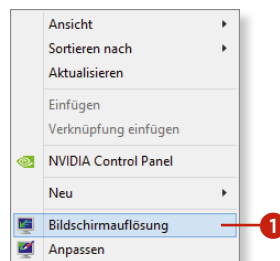 Ansicht
Sortieren nach
Aktualisieren
Einfügen
Verknüpfung einfügen
NVIDIA Control Panel
Neu
Bildschirmauflösung
1
Anpassen